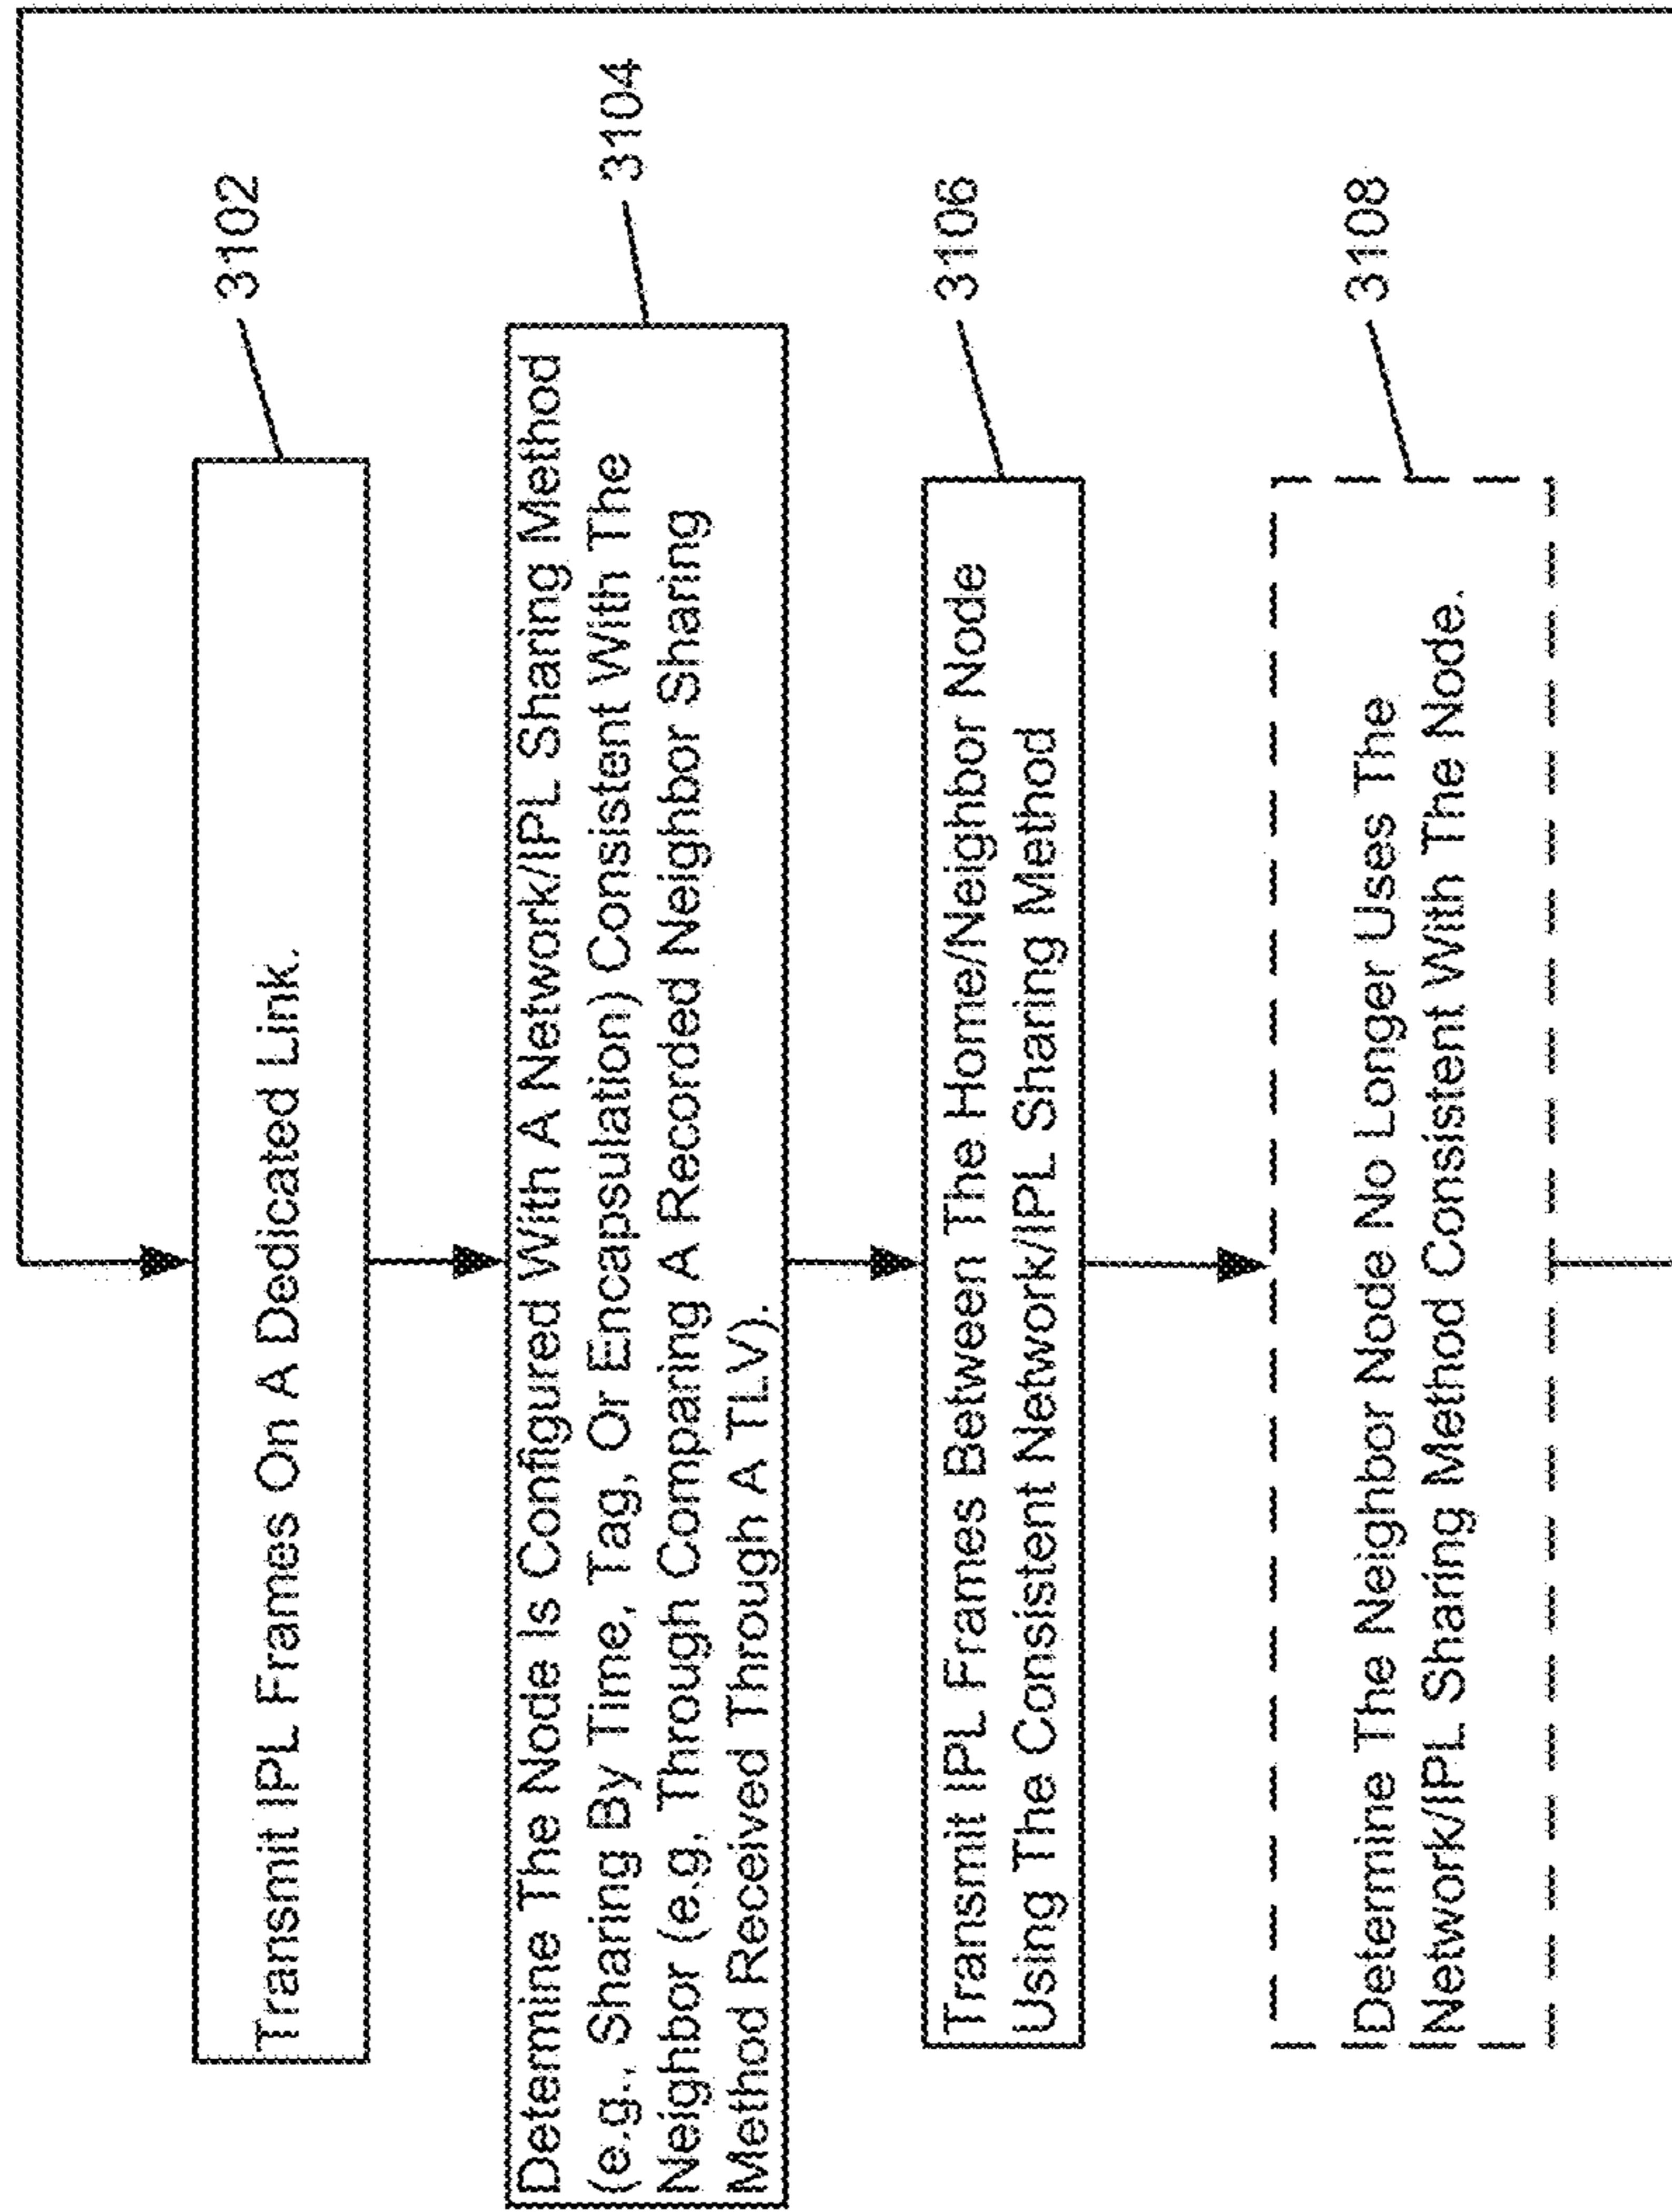 3102
Transmit IPL Frames On A Dedicated Link.
3104
Determine The Node Is Configured With A Network/IPL Sharing Method
(e.g., Sharing By Time, Tag, Or Encapsulation) Consistent With The
Neighbor (e.g, Through Comparing A Recorded Neighbor Sharing
Method Received Through A TLV).
3106
Transmit IPL Frames Between The Home/Neighbor Node
Using The Consistent Network/IPL Sharing Method
3108
Determine The Neighbor Node No Longer Uses The
Network/IPL Sharing Method Consistent With The Node.